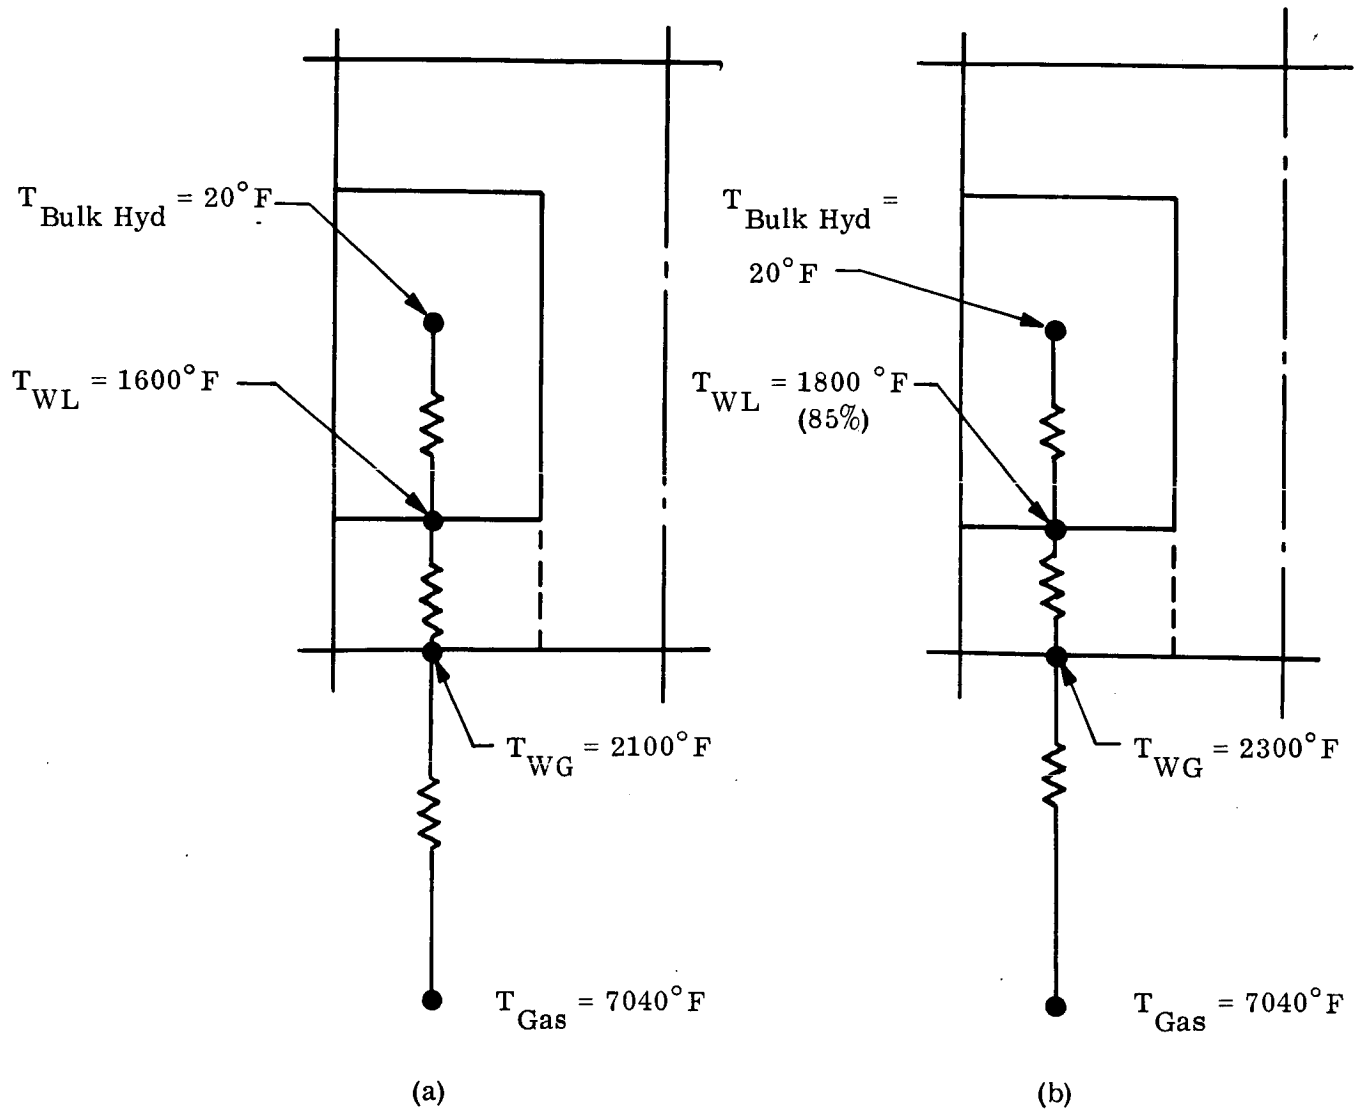 T_Bulk Hyd = 20°F
T_WL = 1600°F
T_WG = 2100°F
T_Gas = 7040°F
(a)
T_Bulk Hyd =
20°F
T_WL = 1800 °F
(85%)
T_WG = 2300°F
T_Gas = 7040°F
(b)